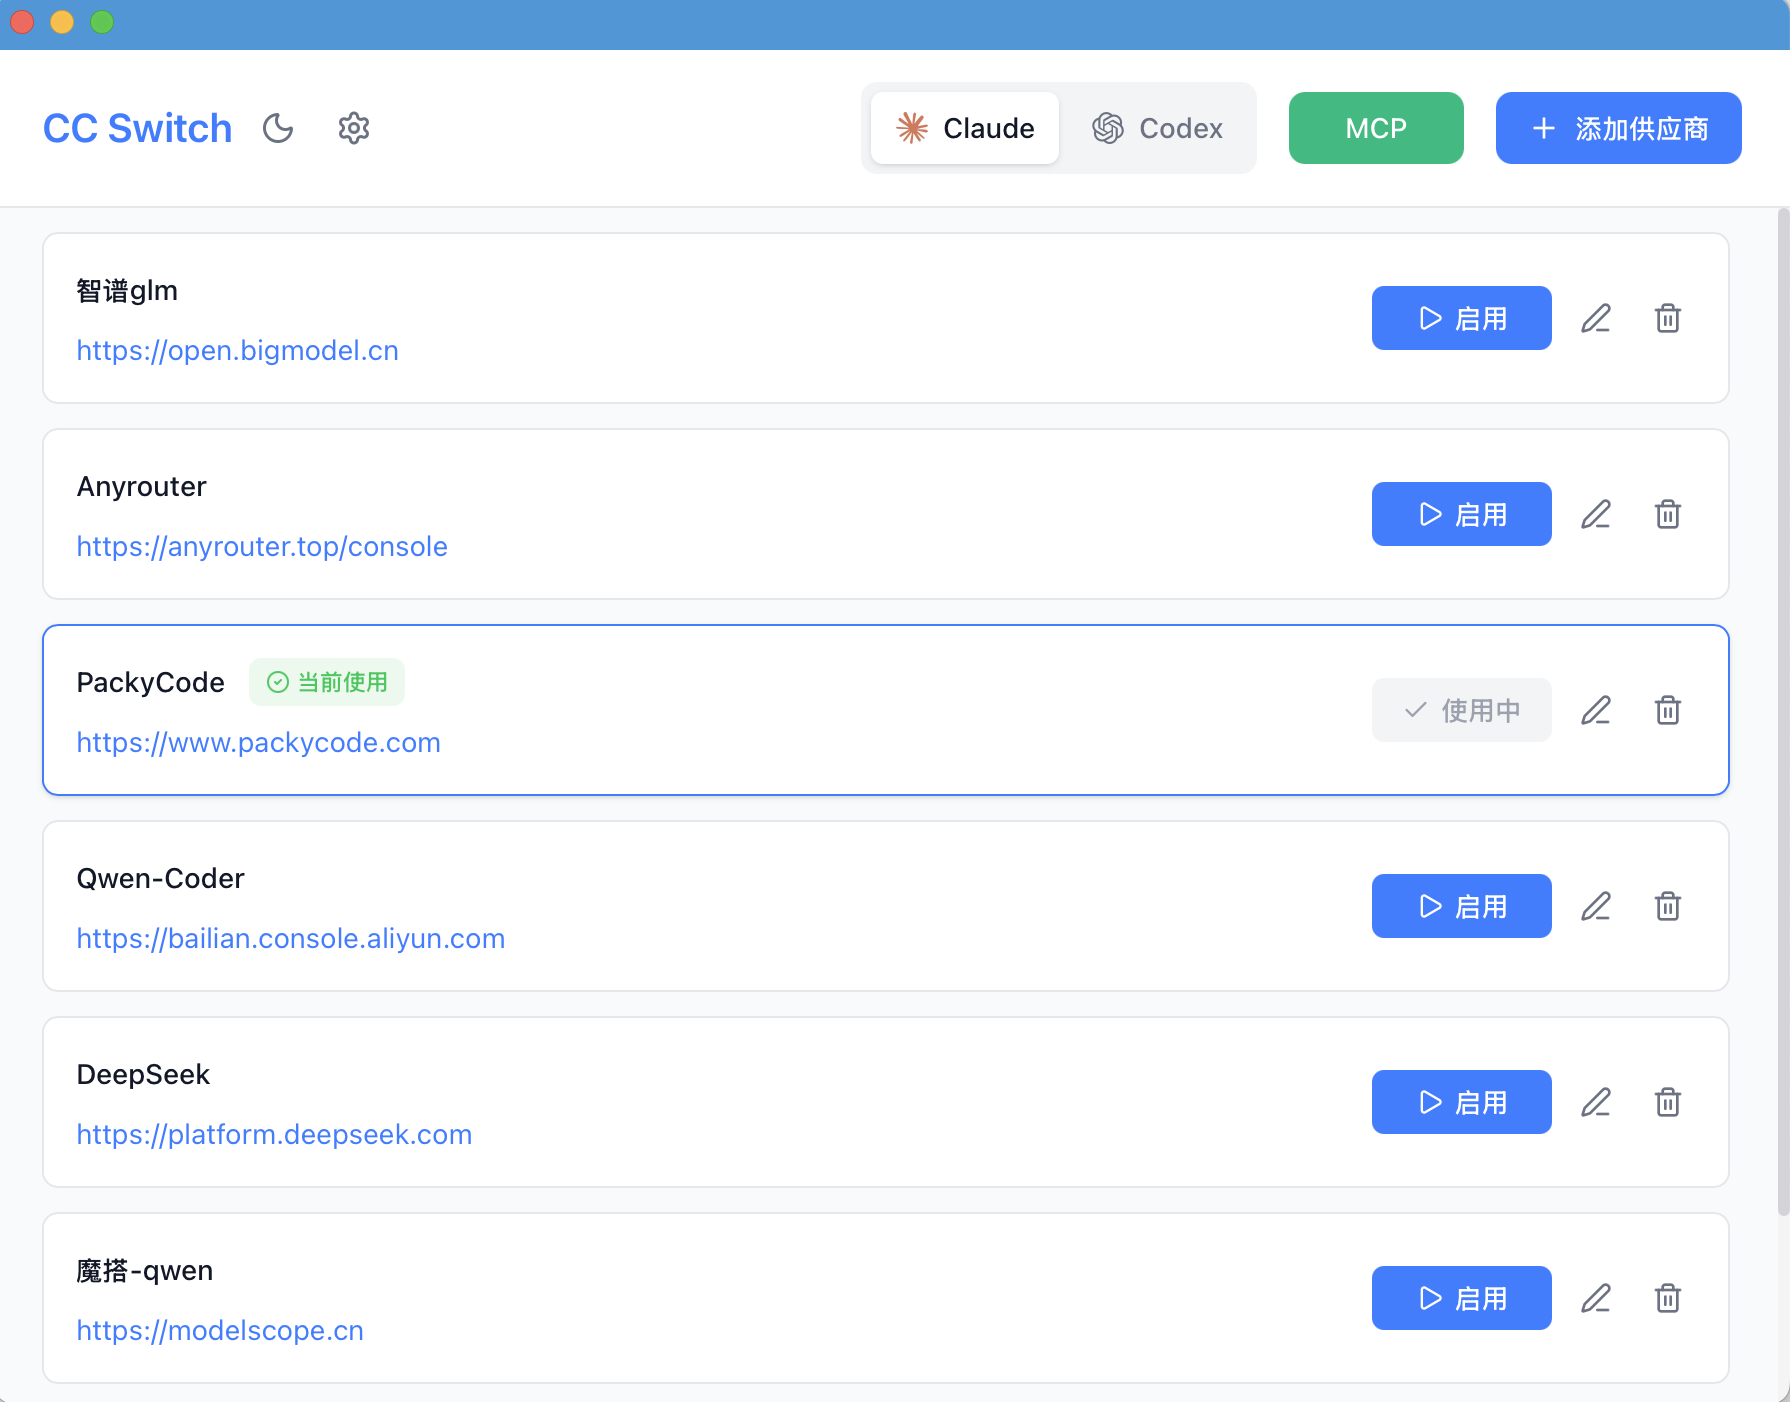 CC Switch
Claude
Codex
MCP
添加供应商
智谱glm
https://open.bigmodel.cn
启用
Anyrouter
https://anyrouter.top/console
启用
PackyCode
当前使用
https://www.packycode.com
使用中
Qwen-Coder
https://bailian.console.aliyun.com
启用
DeepSeek
https://platform.deepseek.com
启用
魔搭-qwen
https://modelscope.cn
启用